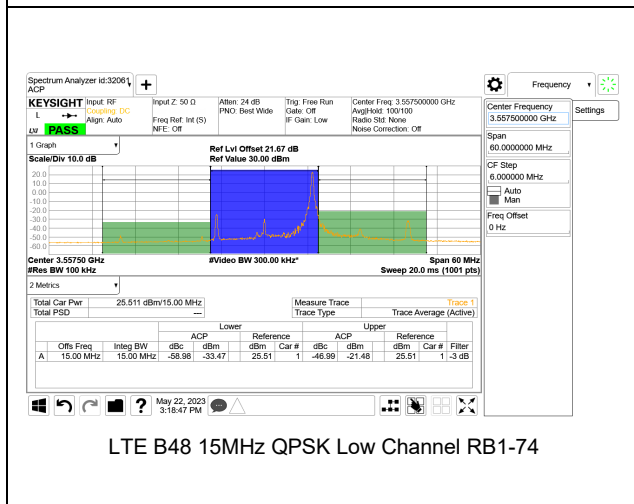 Spectrum Analyzer id:32061
ACP
+
Frequency
KEYSIGHT
Input: RF
Coupling: DC
Align: Auto
Input Z: 50 Ω
Freq Ref: Int (S)
NFE: Off
Atten: 24 dB
PNO: Best Wide
Trig: Free Run
Gate: Off
IF Gain: Low
Center Freq: 3.557500000 GHz
Avg|Hold: 100/100
Radio Std: None
Noise Correction: Off
L
PASS
Center Frequency
3.557500000 GHz
Settings
Span
60.0000000 MHz
CF Step
6.000000 MHz
Auto
Man
Freq Offset
0 Hz
1 Graph
Scale/Div 10.0 dB
Ref Lvl Offset 21.67 dB
Ref Value 30.00 dBm
20.0
10.0
0.00
-10.0
-20.0
-30.0
-40.0
-50.0
-60.0
Center 3.55750 GHz
#Video BW 300.00 kHz*
Span 60 MHz
#Res BW 100 kHz
Sweep 20.0 ms (1001 pts)
2 Metrics
Total Car Pwr 25.511 dBm/15.00 MHz Measure Trace Trace 1
Total PSD --- Trace Type Trace Average (Active)
Lower Upper
ACP Reference ACP Reference
Offs Freq Integ BW dBc dBm dBm Car # dBc dBm dBm Car # Filter
A 15.00 MHz 15.00 MHz -58.98 -33.47 25.51 1 -46.99 -21.48 25.51 1 -3 dB
? May 22, 2023
3:18:47 PM
LTE B48 15MHz QPSK Low Channel RB1-74